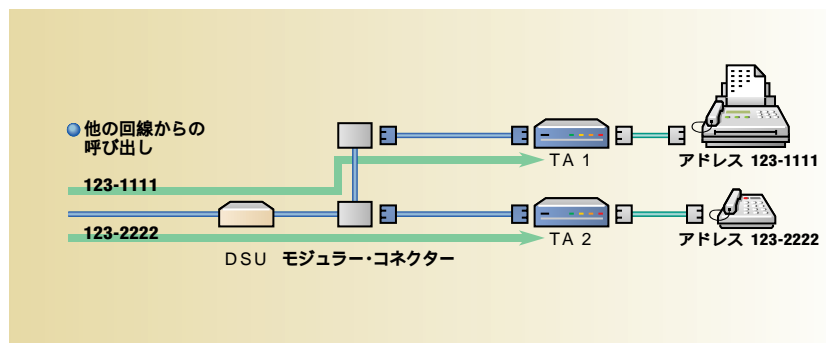 他の回線からの
呼び出し
123-1111
123-2222
DSU
モジュラー・コネクター
TA 1
アドレス 123-1111
TA 2
アドレス 123-2222